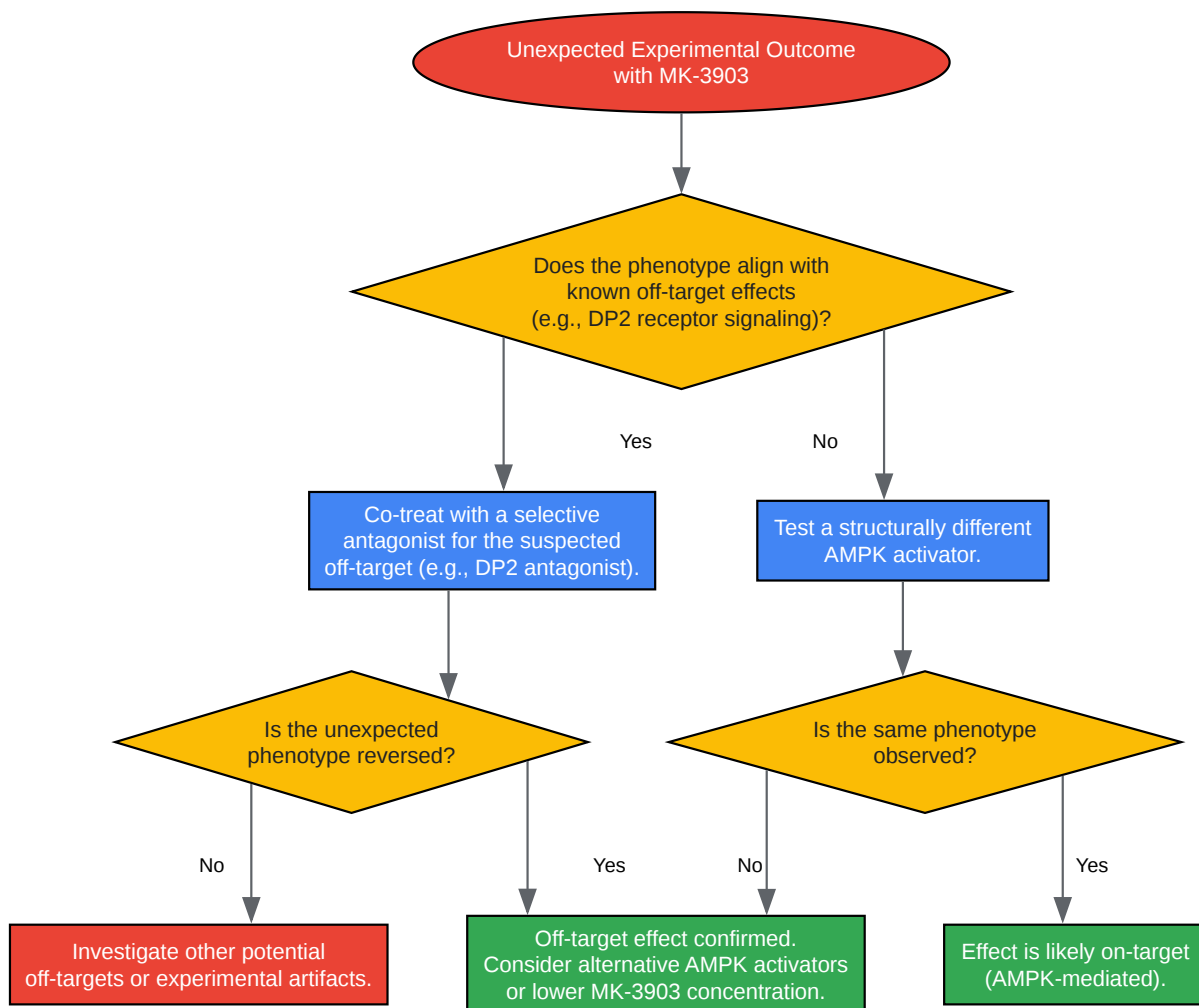 Unexpected Experimental Outcome
with MK-3903
Does the phenotype align with
known off-target effects
(e.g., DP2 receptor signaling)?
Yes
No
Co-treat with a selective
antagonist for the suspected
off-target (e.g., DP2 antagonist).
Test a structurally different
AMPK activator.
Is the unexpected
phenotype reversed?
Is the same phenotype
observed?
No
Yes
No
Yes
Investigate other potential
off-targets or experimental artifacts.
Off-target effect confirmed.
Consider alternative AMPK activators
or lower MK-3903 concentration.
Effect is likely on-target
(AMPK-mediated).